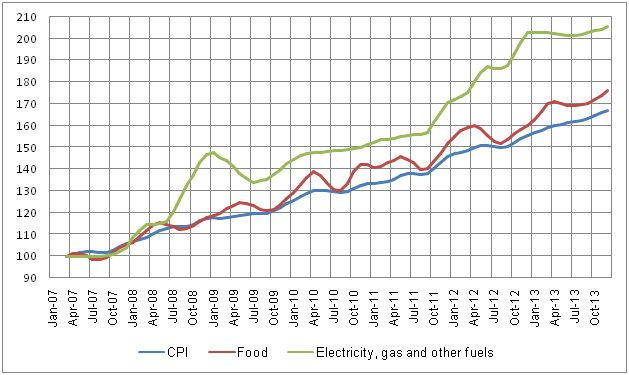 210
200
190
180
170
160
150
140
130
120
110
100
90
Jan-07
Apr-07
Jul-07
Oct-07
Jan-08
Apr-08
Jul-08
Oct-08
Jan-09
Apr-09
Jul-09
Oct-09
Jan-10
Apr-10
Jul-10
Oct-10
Jan-11
Apr-11
Jul-11
Oct-11
Jan-12
Apr-12
Jul-12
Oct-12
Jan-13
Apr-13
Jul-13
Oct-13
CPI Food Electricity, gas and other fuels